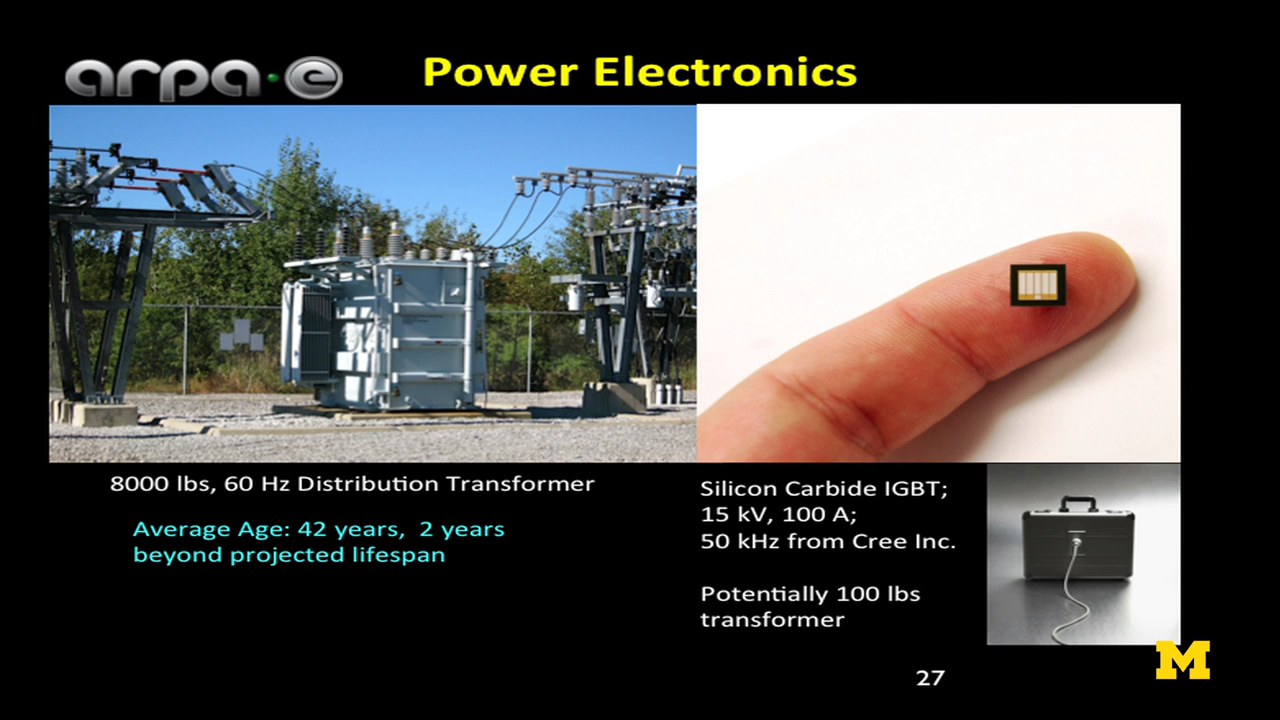 arpa·e
Power Electronics
8000 lbs, 60 Hz Distribution Transformer
Average Age: 42 years, 2 years
beyond projected lifespan
Silicon Carbide IGBT;
15 kV, 100 A;
50 kHz from Cree Inc.
Potentially 100 lbs
transformer
27
M